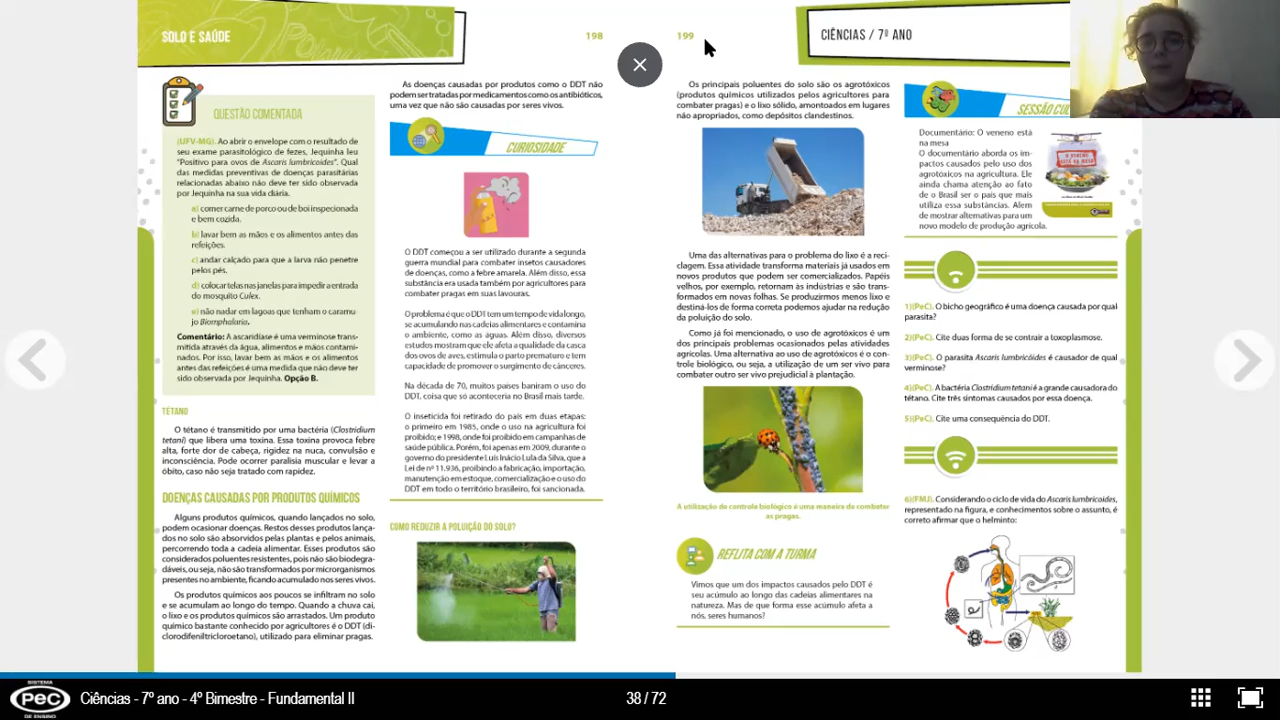 SOLO E SAÚDE
198
QUESTÃO COMENTADA
(UFV-MG). Ao abrir o envelope com o resultado de
seu exame parasitológico de fezes, Jequinha leu
"Positivo para ovos de Ascaris lumbricoides". Qual
das medidas preventivas de doenças parasitárias
relacionadas abaixo não deve ter sido observada
por Jequinha na sua vida diária.
a) comer carne de porco ou de boi inspecionada
e bem cozida.
b) lavar bem as mãos e os alimentos antes das
refeições.
c) andar calçado para que a larva não penetre
pelos pés.
d) colocar telas nas janelas para impedir a entrada
do mosquito Culex.
e) não nadar em lagoas que tenham o caramu-
jo Biomphalaria.
Comentário: A ascaridíase é uma verminose trans-
mitida através da água, alimentos e mãos contami-
nados. Por isso, lavar bem as mãos e os alimentos
antes das refeições é uma medida que não deve ter
sido observada por Jequinha. Opção B.
TÉTANO
O tétano é transmitido por uma bactéria (Clostridium
tetani) que libera uma toxina. Essa toxina provoca febre
alta, forte dor de cabeça, rigidez na nuca, convulsão e
inconsciência. Pode ocorrer paralisia muscular e levar a
óbito, caso não seja tratado com rapidez.
DOENÇAS CAUSADAS POR PRODUTOS QUÍMICOS
Alguns produtos químicos, quando lançados no solo,
podem ocasionar doenças. Restos desses produtos lança-
dos no solo são absorvidos pelas plantas e pelos animais,
percorrendo toda a cadeia alimentar. Esses produtos são
considerados poluentes resistentes, pois não são biodegra-
dáveis, ou seja, não são transformados por microrganismos
presentes no ambiente, ficando acumulado nos seres vivos.
Os produtos químicos aos poucos se infiltram no solo
e se acumulam ao longo do tempo. Quando a chuva cai,
o lixo e os produtos químicos são arrastados. Um produto
químico bastante conhecido por agricultores é o DDT (di-
clorodifeniltricloroetano), utilizado para eliminar pragas.
As doenças causadas por produtos como o DDT não
podem ser tratadas por medicamentos como os antibióticos,
uma vez que não são causadas por seres vivos.
CURIOSIDADE
O DDT começou a ser utilizado durante a segunda
guerra mundial para combater insetos causadores
de doenças, como a febre amarela. Além disso, essa
substância era usada também por agricultores para
combater pragas em suas lavouras.
O problema é que o DDT tem um tempo de vida longo,
se acumulando nas cadeias alimentares e contamina
o ambiente, como as águas. Além disso, diversos
estudos mostram que ele afeta a qualidade da casca
dos ovos de aves, estimula o parto prematuro e tem
capacidade de promover o surgimento de cânceres.
Na década de 70, muitos países baniram o uso do
DDT, coisa que só aconteceria no Brasil mais tarde.
O inseticida foi retirado do país em duas etapas:
o primeiro em 1985, onde o uso na agricultura foi
proibido; e 1998, onde foi proibido em campanhas de
saúde pública. Porém, foi apenas em 2009, durante o
governo do presidente Luís Inácio Lula da Silva, que a
Lei de nº 11.936, proibindo a fabricação, importação,
manutenção em estoque, comercialização e o uso do
DDT em todo o território brasileiro, foi sancionada.
COMO REDUZIR A POLUIÇÃO DO SOLO?
199
CIÊNCIAS / 7º ANO
Os principais poluentes do solo são os agrotóxicos
(produtos químicos utilizados pelos agricultores para
combater pragas) e o lixo sólido, amontoados em lugares
não apropriados, como depósitos clandestinos.
Uma das alternativas para o problema do lixo é a reci-
clagem. Essa atividade transforma materiais já usados em
novos produtos que podem ser comercializados. Papéis
velhos, por exemplo, retornam às indústrias e são trans-
formados em novas folhas. Se produzirmos menos lixo e
destiná-los de forma correta podemos ajudar na redução
da poluição do solo.
Como já foi mencionado, o uso de agrotóxicos é um
dos principais problemas ocasionados pelas atividades
agrícolas. Uma alternativa ao uso de agrotóxicos é o con-
trole biológico, ou seja, a utilização de um ser vivo para
combater outro ser vivo prejudicial à plantação.
A utilização do controle biológico é uma maneira de combater
as pragas.
REFLITA COM A TURMA
Vimos que um dos impactos causados pelo DDT é
seu acúmulo ao longo das cadeias alimentares na
natureza. Mas de que forma esse acúmulo afeta a
nós, seres humanos?
SESSÃO CUL
Documentário: O veneno está
na mesa
O documentário aborda os im-
pactos causados pelo uso dos
agrotóxicos na agricultura. Ele
ainda chama atenção ao fato
de o Brasil ser o país que mais
utiliza essa substâncias. Alem
de mostrar alternativas para um
novo modelo de produção agrícola.
O VENENO
ESTÁ NA MESA
1)(PeC). O bicho geográfico é uma doença causada por qual
parasita?
2)(PeC). Cite duas forma de se contrair a toxoplasmose.
3)(PeC). O parasita Ascaris lumbricóides é causador de qual
verminose?
4)(PeC). A bactéria Clostridium tetani é a grande causadora do
tétano. Cite três sintomas causados por essa doença.
5)(PeC). Cite uma consequência do DDT.
6)(FMJ). Considerando o ciclo de vida do Ascaris lumbricoides,
representado na figura, e conhecimentos sobre o assunto, é
correto afirmar que o helminto:
SISTEMA
PeC
DE ENSINO
Ciências - 7º ano - 4º Bimestre - Fundamental II
38 / 72